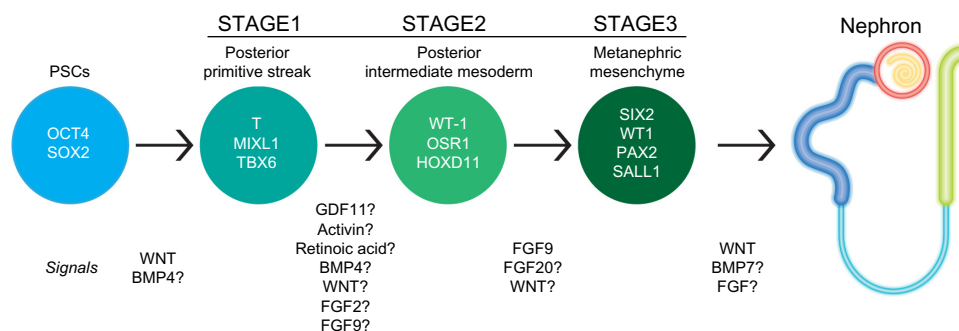 STAGE1
STAGE2
STAGE3
Nephron
PSCs
Posterior
primitive streak
Posterior
intermediate mesoderm
Metanephric
mesenchyme
OCT4
SOX2
T
MIXL1
TBX6
WT-1
OSR1
HOXD11
SIX2
WT1
PAX2
SALL1
Signals
WNT
BMP4?
GDF11?
Activin?
Retinoic acid?
BMP4?
WNT?
FGF2?
FGF9?
FGF9
FGF20?
WNT?
WNT
BMP7?
FGF?